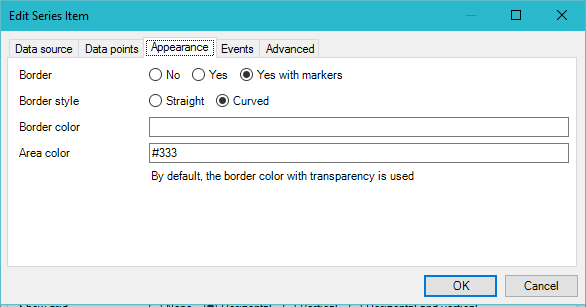 Edit Series Item
Data source Data points Appearance Events Advanced
Border No Yes Yes with markers
Border style Straight Curved
Border color
Area color #333
By default, the border color with transparency is used
OK Cancel